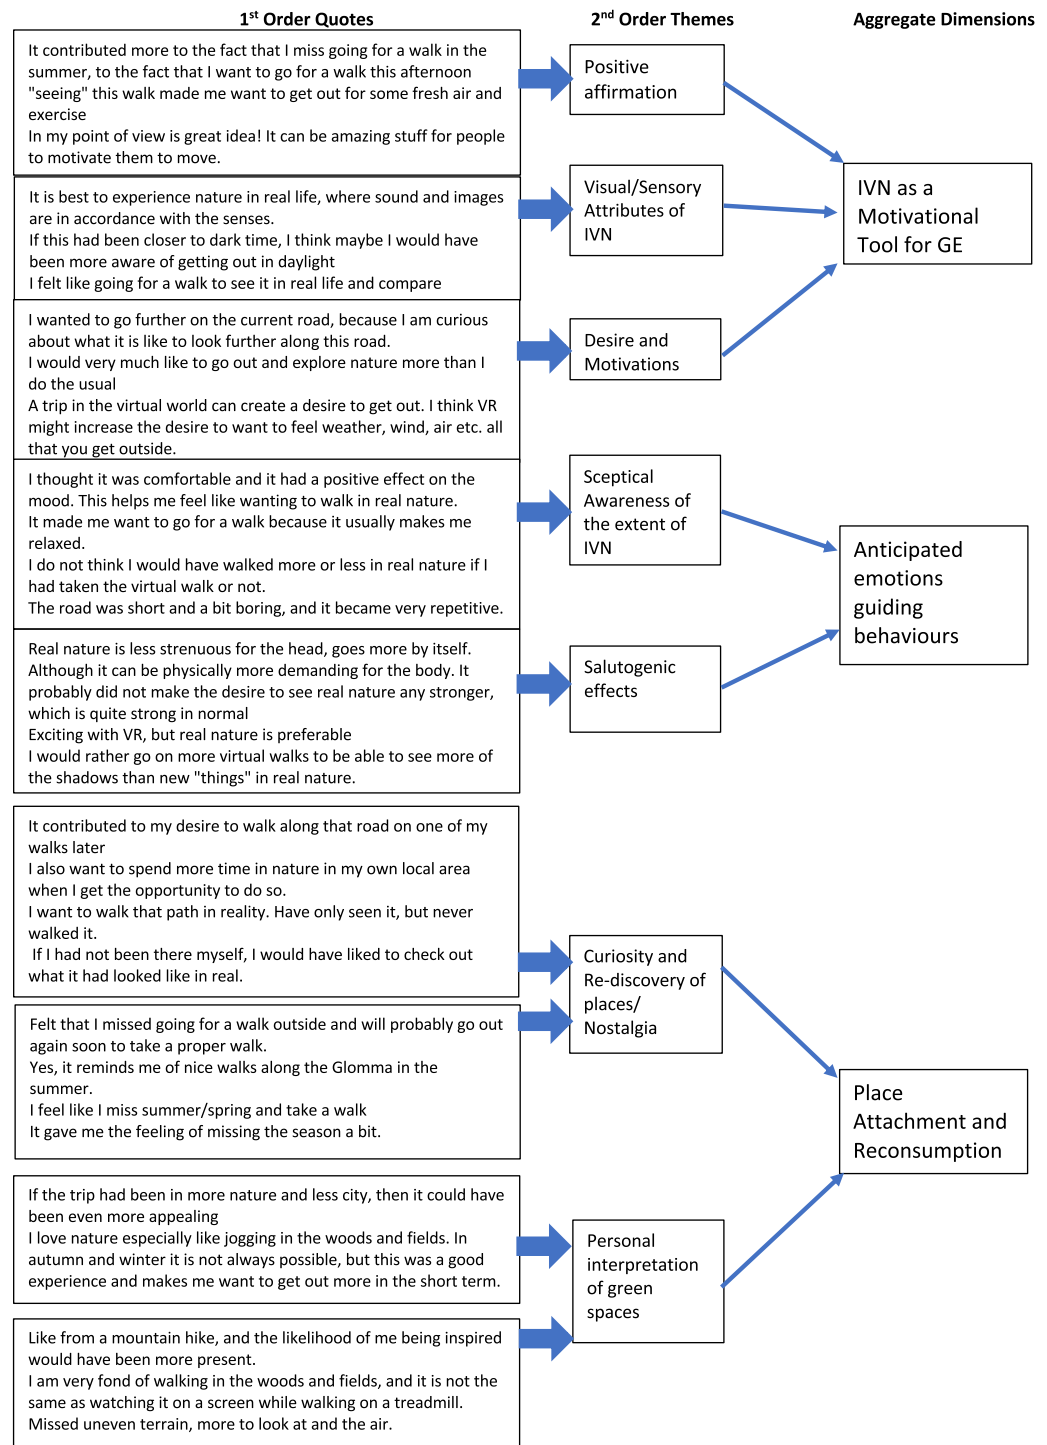 1st Order Quotes
2nd Order Themes
Aggregate Dimensions
It contributed more to the fact that I miss going for a walk in the
summer, to the fact that I want to go for a walk this afternoon
"seeing" this walk made me want to get out for some fresh air and
exercise
In my point of view is great idea! It can be amazing stuff for people
to motivate them to move.
Positive
affirmation
It is best to experience nature in real life, where sound and images
are in accordance with the senses.
If this had been closer to dark time, I think maybe I would have
been more aware of getting out in daylight
I felt like going for a walk to see it in real life and compare
Visual/Sensory
Attributes of
IVN
IVN as a
Motivational
Tool for GE
I wanted to go further on the current road, because I am curious
about what it is like to look further along this road.
I would very much like to go out and explore nature more than I
do the usual
A trip in the virtual world can create a desire to get out. I think VR
might increase the desire to want to feel weather, wind, air etc. all
that you get outside.
Desire and
Motivations
I thought it was comfortable and it had a positive effect on the
mood. This helps me feel like wanting to walk in real nature.
It made me want to go for a walk because it usually makes me
relaxed.
I do not think I would have walked more or less in real nature if I
had taken the virtual walk or not.
The road was short and a bit boring, and it became very repetitive.
Sceptical
Awareness of
the extent of
IVN
Anticipated
emotions
guiding
behaviours
Real nature is less strenuous for the head, goes more by itself.
Although it can be physically more demanding for the body. It
probably did not make the desire to see real nature any stronger,
which is quite strong in normal
Exciting with VR, but real nature is preferable
I would rather go on more virtual walks to be able to see more of
the shadows than new "things" in real nature.
Salutogenic
effects
It contributed to my desire to walk along that road on one of my
walks later
I also want to spend more time in nature in my own local area
when I get the opportunity to do so.
I want to walk that path in reality. Have only seen it, but never
walked it.
If I had not been there myself, I would have liked to check out
what it had looked like in real.
Curiosity and
Re-discovery of
places/
Nostalgia
Felt that I missed going for a walk outside and will probably go out
again soon to take a proper walk.
Yes, it reminds me of nice walks along the Glomma in the
summer.
I feel like I miss summer/spring and take a walk
It gave me the feeling of missing the season a bit.
Place
Attachment and
Reconsumption
If the trip had been in more nature and less city, then it could have
been even more appealing
I love nature especially like jogging in the woods and fields. In
autumn and winter it is not always possible, but this was a good
experience and makes me want to get out more in the short term.
Personal
interpretation
of green
spaces
Like from a mountain hike, and the likelihood of me being inspired
would have been more present.
I am very fond of walking in the woods and fields, and it is not the
same as watching it on a screen while walking on a treadmill.
Missed uneven terrain, more to look at and the air.